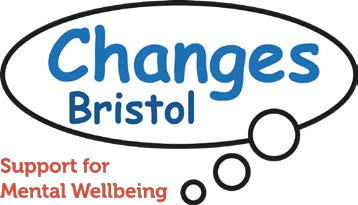 Changes
Bristol
Support for
Mental Wellbeing